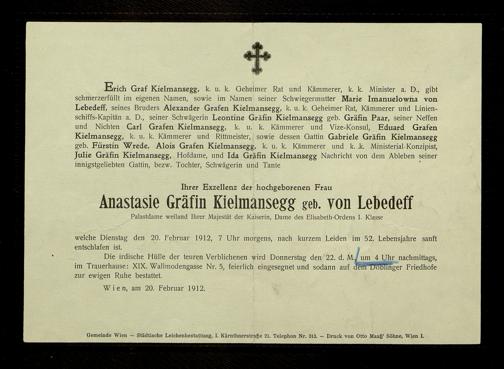 Erich Graf Kielmansegg, k. u. k. Geheimer Rat und Kämmerer, k. k. Minister a. D., gibt
schmerzerfüllt im eigenen Namen, sowie im Namen seiner Schwiegermutter Marie Imanuelowna von
Lebedeff, seines Bruders Alexander Grafen Kielmansegg, k. u. k. Geheimer Rat, Kämmerer und Linien-
schiffs-Kapitän a. D., seiner Schwägerin Leontine Gräfin Kielmansegg geb. Gräfin Paar, seiner Neffen
und Nichten Carl Grafen Kielmansegg, k. u. k. Kämmerer und Vize-Konsul, Eduard Grafen
Kielmansegg, k. u. k. Kämmerer und Rittmeister, sowie dessen Gattin Gabriele Gräfin Kielmansegg
geb. Fürstin Wrede, Alois Grafen Kielmansegg, k. u. k. Kämmerer und k. k. Ministerial-Konzipist,
Julie Gräfin Kielmansegg, Hofdame, und Ida Gräfin Kielmansegg Nachricht von dem Ableben seiner
innigstgeliebten Gattin, bezw. Tochter, Schwägerin und Tante
Ihrer Exzellenz der hochgeborenen Frau
Anastasie Gräfin Kielmansegg geb. von Lebedeff
Palastdame weiland Ihrer Majestät der Kaiserin, Dame des Elisabeth-Ordens I. Klasse
welche Dienstag den 20. Februar 1912, 7 Uhr morgens, nach kurzem Leiden im 52. Lebensjahre sanft
entschlafen ist.
Die irdische Hülle der teuren Verblichenen wird Donnerstag den 22. d. M. um 4 Uhr nachmittags,
im Trauerhause: XIX. Wallmodengasse Nr. 5, feierlich eingesegnet und sodann auf dem Döblinger Friedhofe
zur ewigen Ruhe bestattet.
Wien, am 20. Februar 1912.
Gemeinde Wien — Städtische Leichenbestattung, I. Kärntnerstraße 21. Telephon Nr. 313. — Druck von Otto Maaß' Söhne, Wien I.